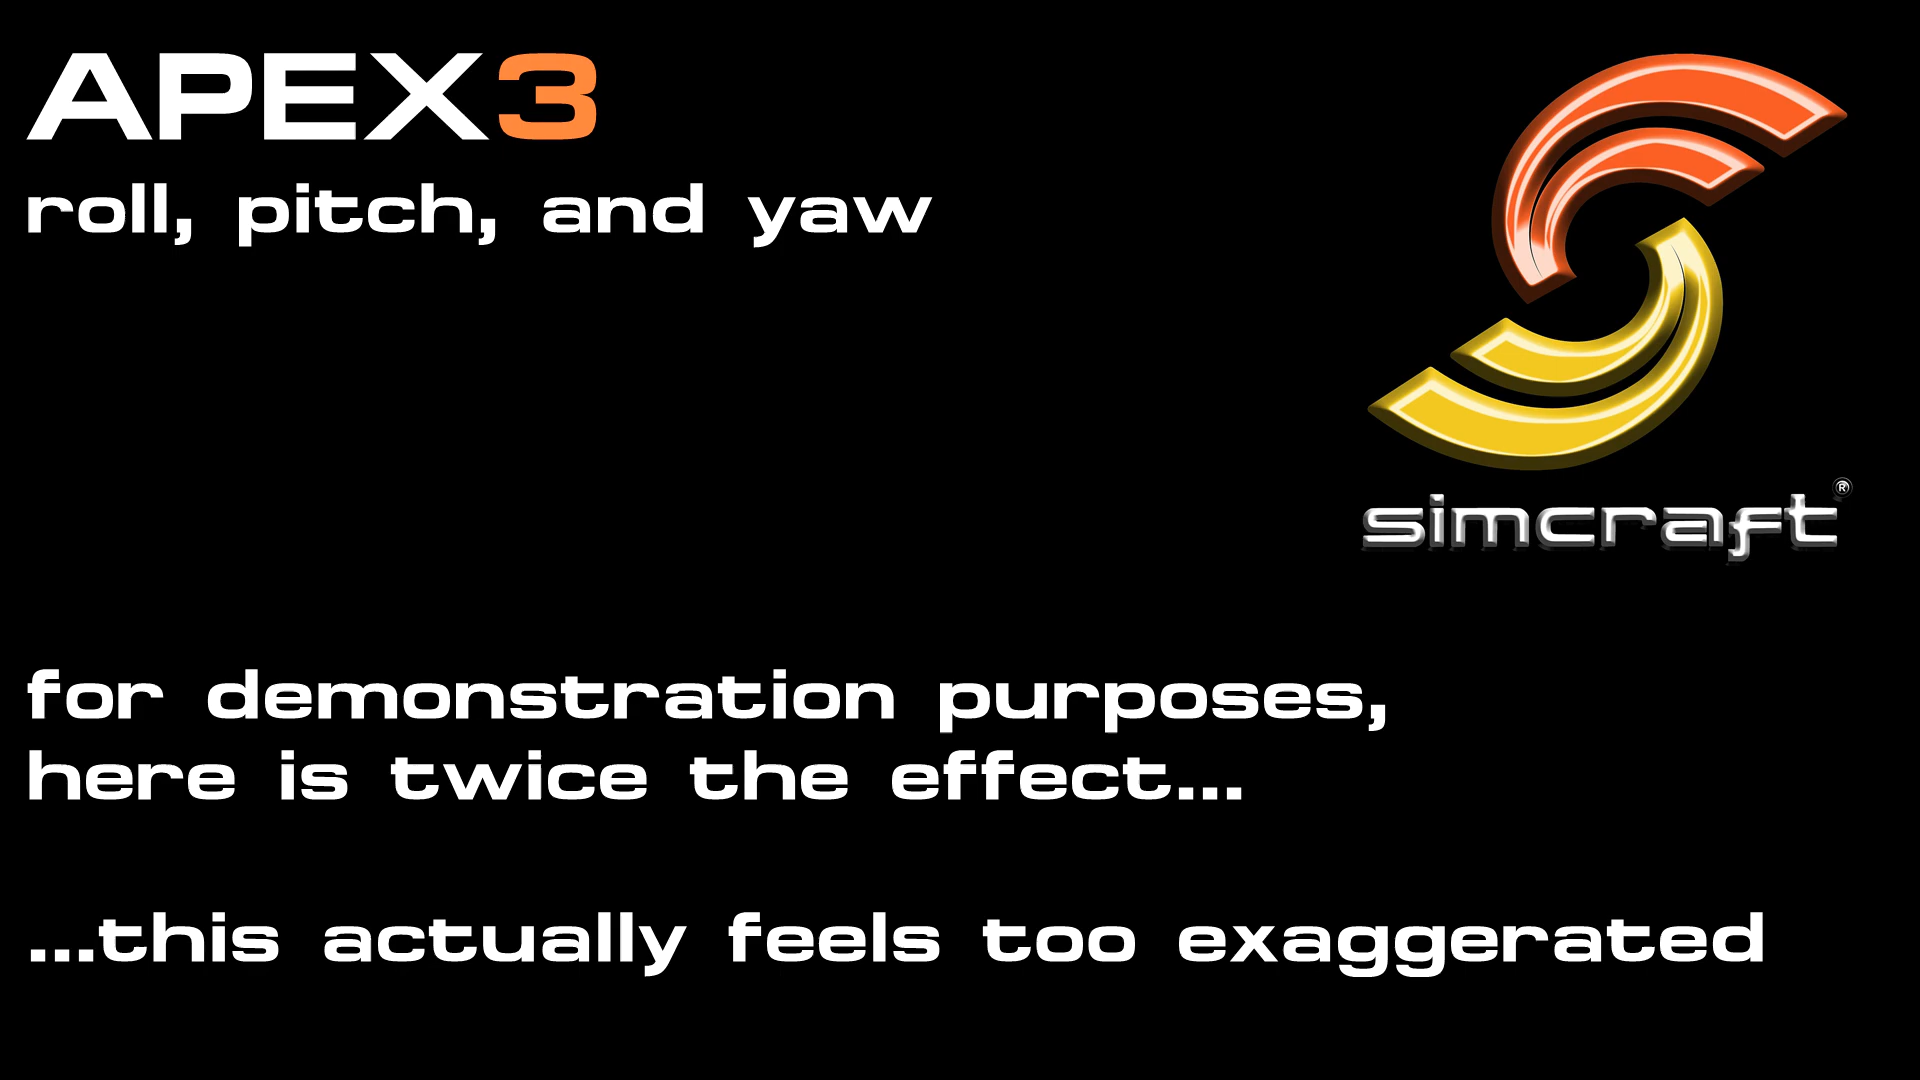 APEX3
roll, pitch, and yaw
simcraft®
for demonstration purposes,
here is twice the effect...
...this actually feels too exaggerated